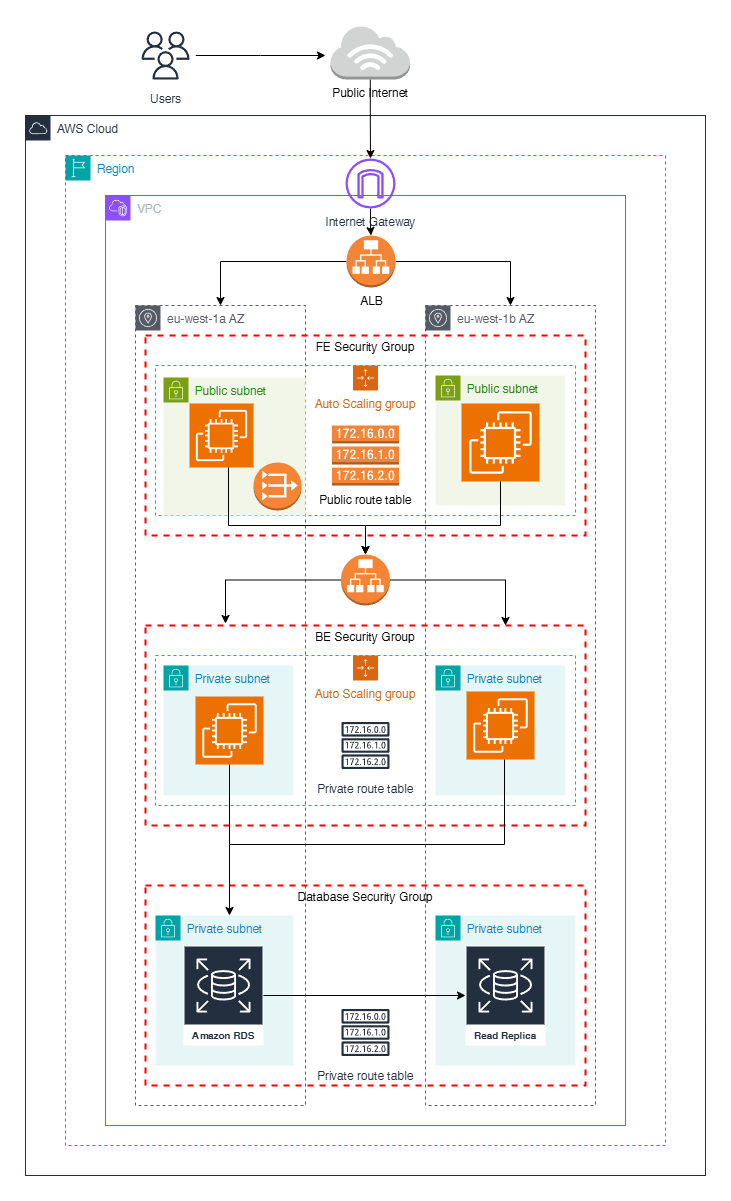 Users
Public Internet
AWS Cloud
Region
VPC
Internet Gateway
ALB
eu-west-1a AZ
eu-west-1b AZ
FE Security Group
Public subnet
Public subnet
Auto Scaling group
172.16.0.0
172.16.1.0
172.16.2.0
Public route table
BE Security Group
Private subnet
Private subnet
Auto Scaling group
172.16.0.0
172.16.1.0
172.16.2.0
Private route table
Database Security Group
Private subnet
Private subnet
172.16.0.0
172.16.1.0
172.16.2.0
Amazon RDS
Read Replica
Private route table